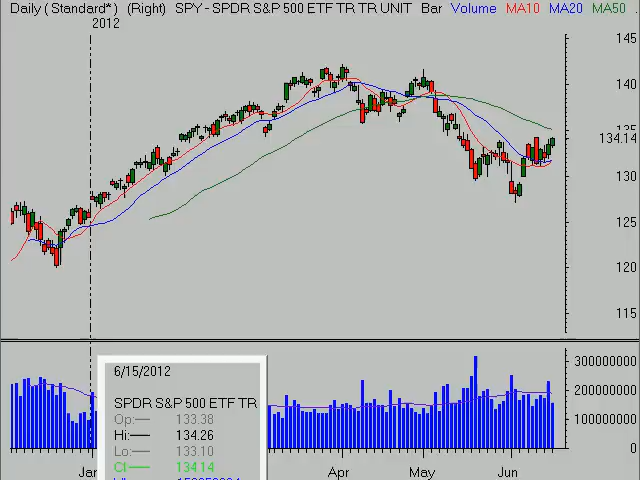 Daily (Standard*) (Right) SPY - SPDR S&P 500 ETF TR TR UNIT Bar Volume MA10 MA20 MA50
2012
145
140
135
134.14
130
125
120
115
6/15/2012
SPDR S&P 500 ETF TR
Op: 133.38
Hi: 134.26
Lo: 133.10
Cl 134.14
300000000
200000000
100000000
0
Jan Apr May Jun